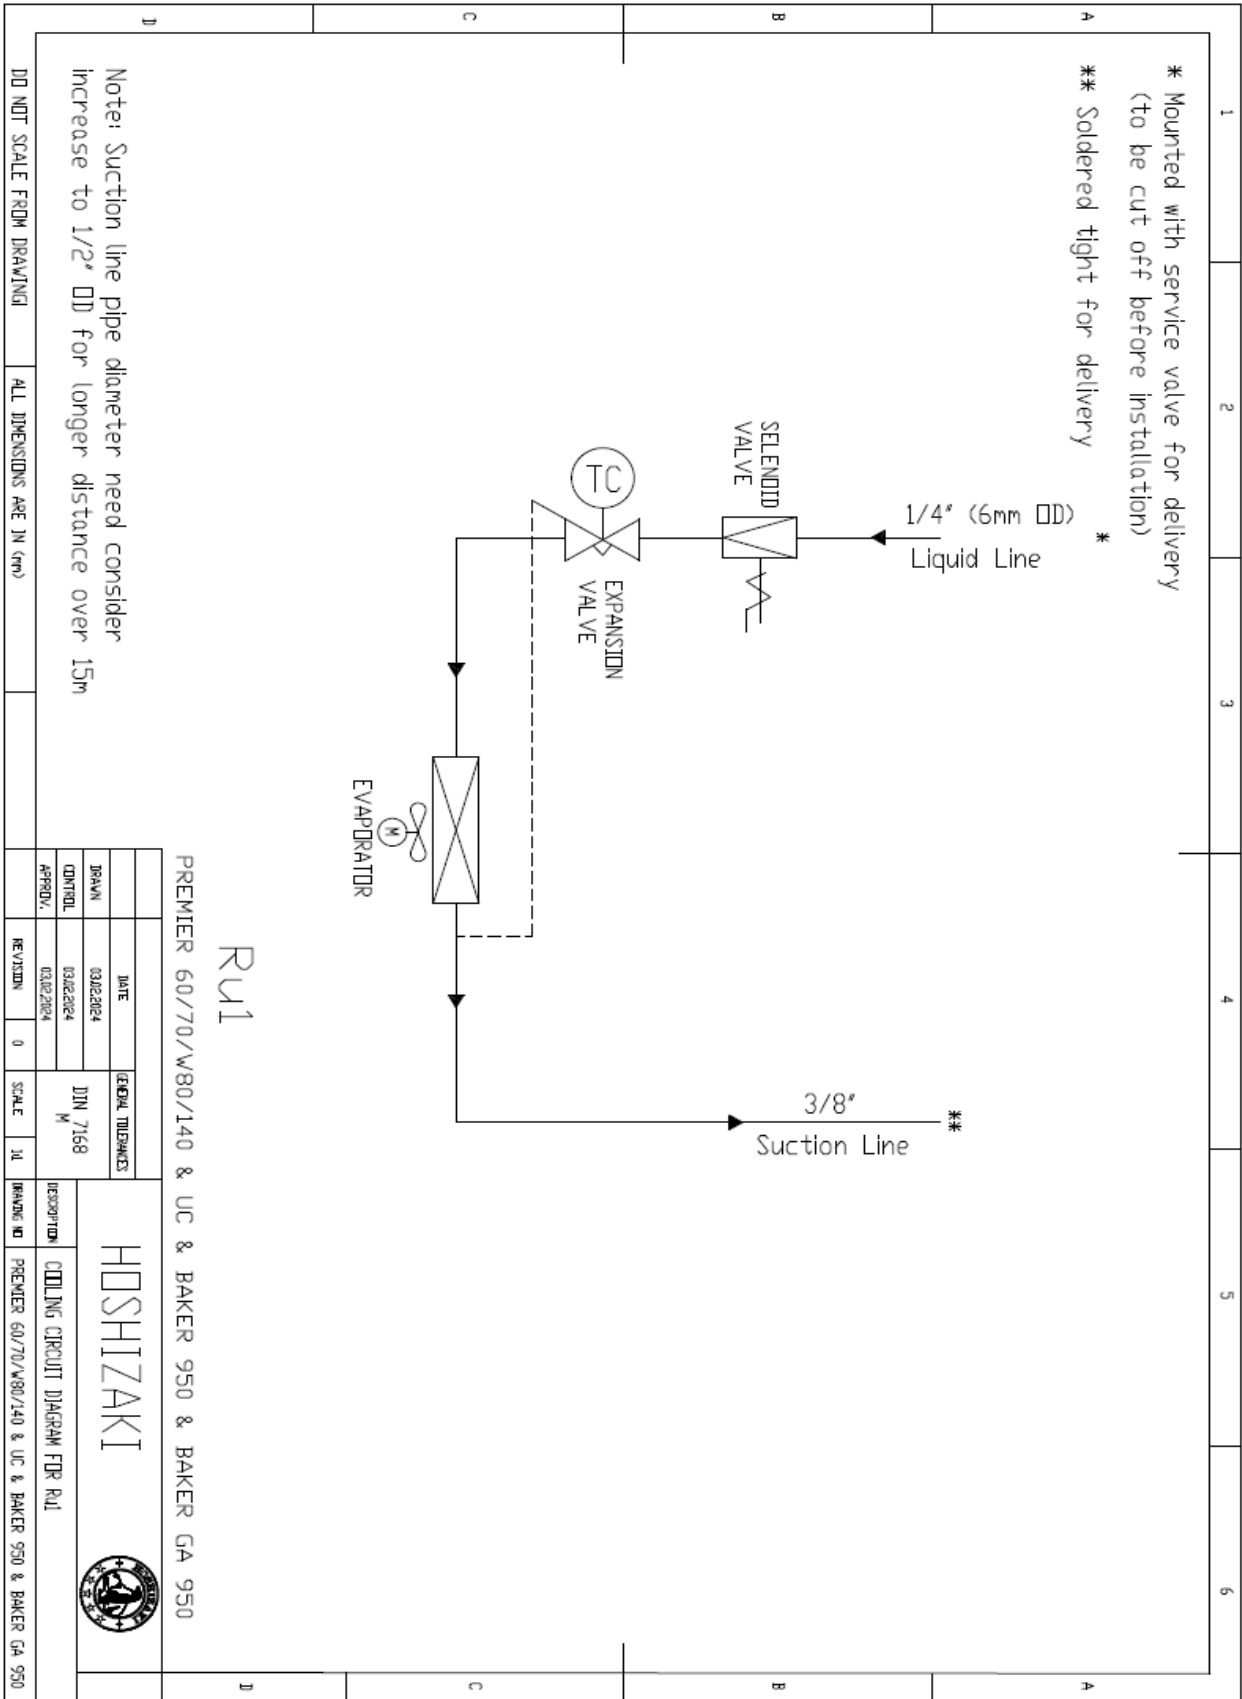 1 2 3 4 5 6
A
B
C
D
A
B
C
D
* Mounted with service valve for delivery
(to be cut off before installation)
** Soldered tight for delivery
1/4" (6mm OD)
*
Liquid Line
SELENOID
VALVE
TC
EXPANSION
VALVE
M
EVAPORATOR
**
3/8"
Suction Line
Note: Suction line pipe diameter need consider
increase to 1/2" OD for longer distance over 15m
Ru1
PREMIER 60/70/W80/140 & UC & BAKER 950 & BAKER GA 950
DATE
GENERAL TOLERANCES
DRAWN
03.02.2024
CONTROL
03.02.2024
APPROV.
03.02.2024
DIN 7168
M
HOSHIZAKI
HOSHIZAKI
DESCRIPTION
COOLING CIRCUIT DIAGRAM FOR Ru1
DO NOT SCALE FROM DRAWING!
ALL DIMENSIONS ARE IN (mm)
REVISION
0
SCALE
1:1
DRAWING NO
PREMIER 60/70/W80/140 & UC & BAKER 950 & BAKER GA 950